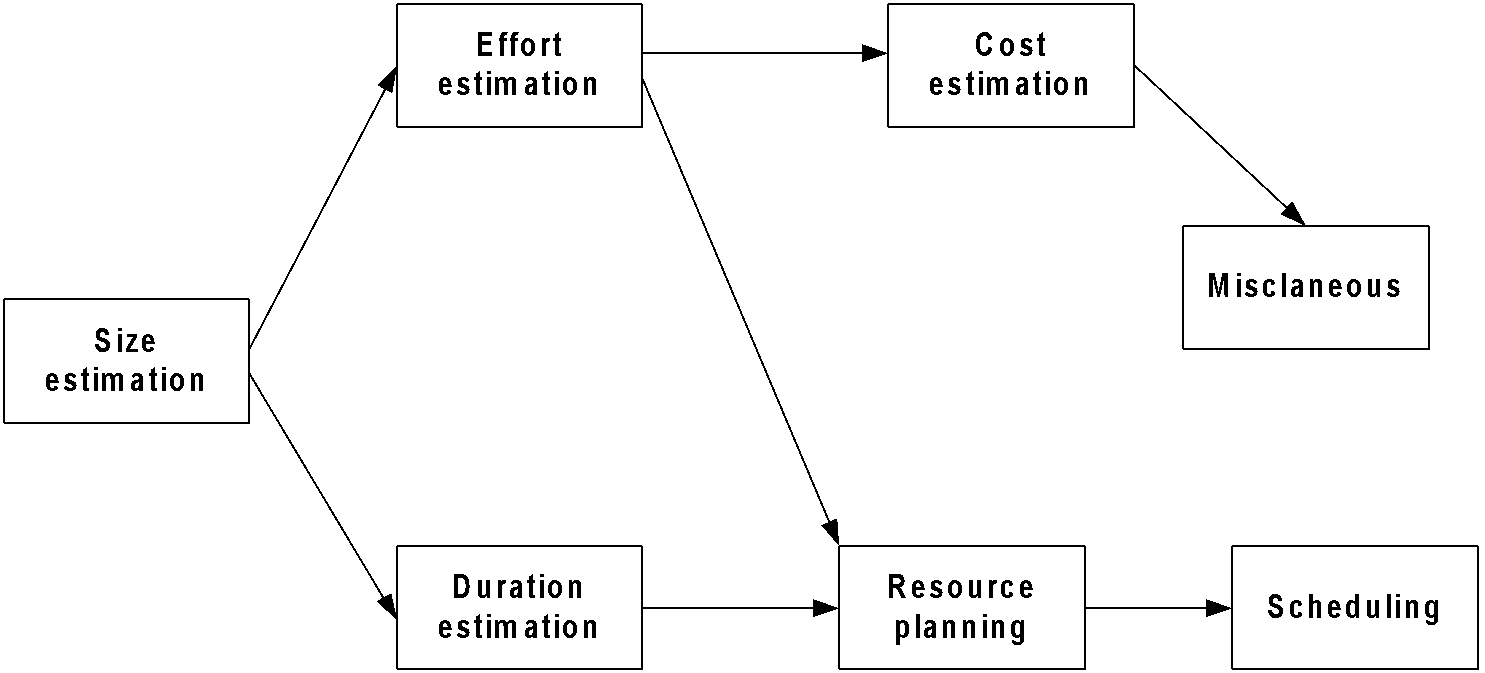 Effort
estimation
Cost
estimation
Misclaneous
Size
estimation
Duration
estimation
Resource
planning
Scheduling